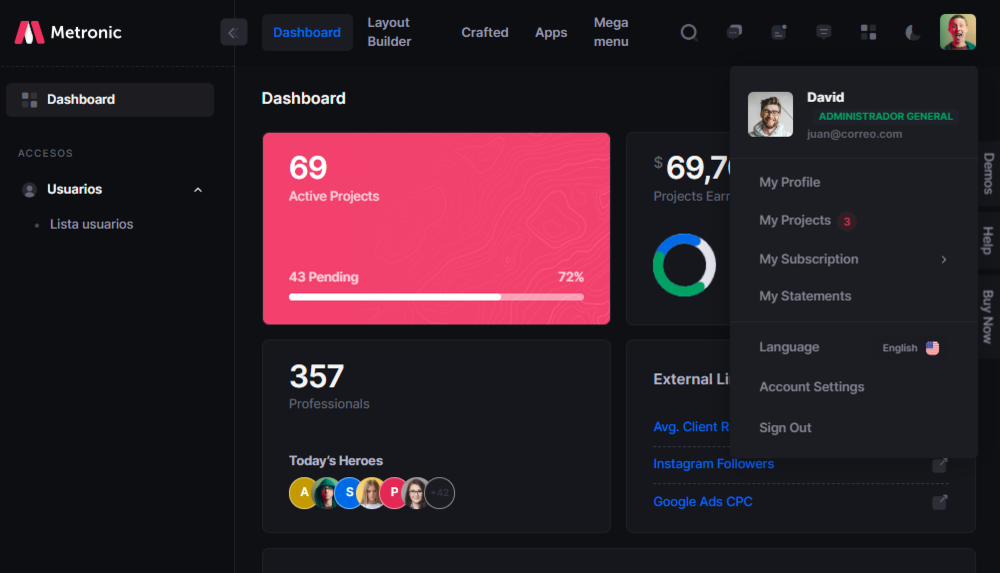 Metronic
Dashboard
Layout
Builder
Crafted
Apps
Mega
menu
Dashboard
ACCESOS
Usuarios
Lista usuarios
Dashboard
69
Active Projects
43 Pending
72%
$
69,7
Projects Earn
357
Professionals
Today's Heroes
A
S
P
+42
External Li
Avg. Client R
Instagram Followers
Google Ads CPC
David
ADMINISTRADOR GENERAL
juan@correo.com
My Profile
My Projects 3
My Subscription
My Statements
Language English
Account Settings
Sign Out
Demos
Help
Buy Now